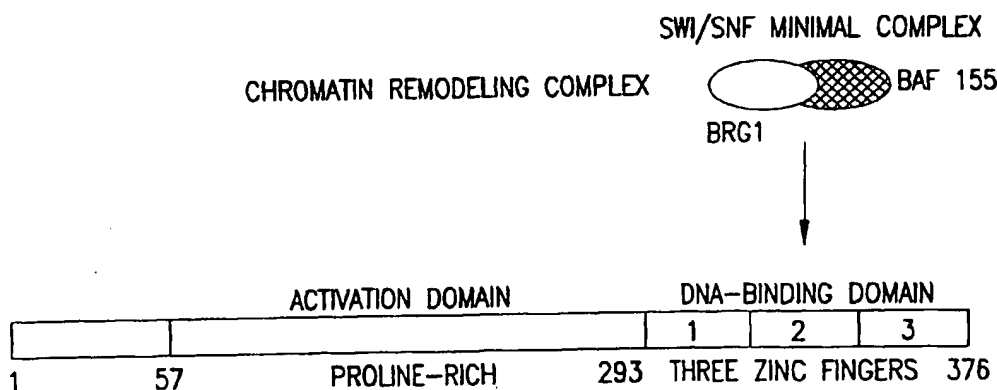 SWI/SNF MINIMAL COMPLEX
CHROMATIN REMODELING COMPLEX
BAF 155
BRG1
ACTIVATION DOMAIN
DNA-BINDING DOMAIN
1 2 3
1 57 PROLINE-RICH 293 THREE ZINC FINGERS 376